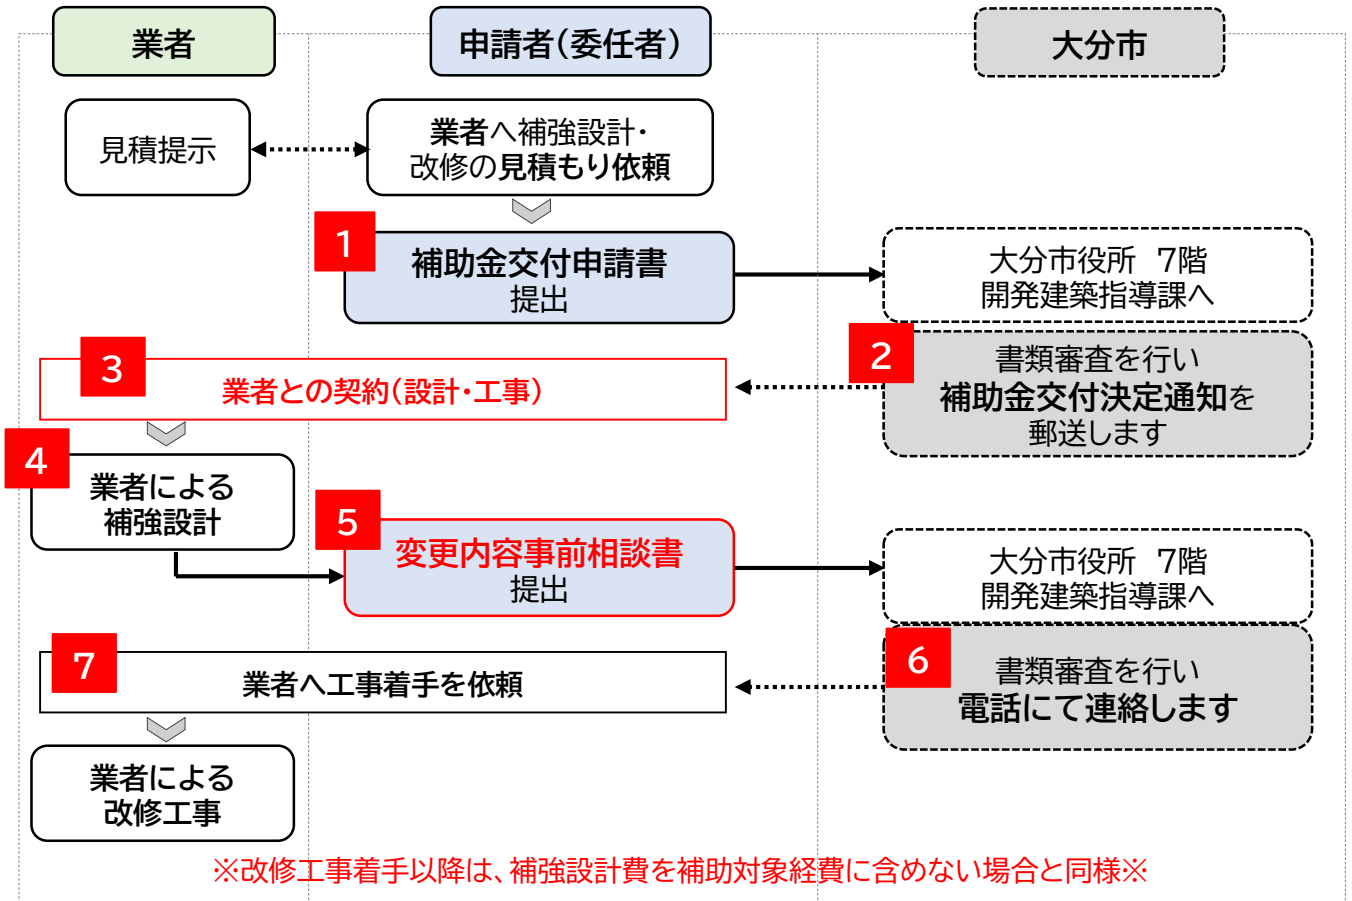 業者
申請者(委任者)
大分市
見積提示
業者へ補強設計・
改修の見積もり依頼
1
補助金交付申請書
提出
大分市役所　7階
開発建築指導課へ
2
書類審査を行い
補助金交付決定通知を
郵送します
3
業者との契約(設計・工事)
4
業者による
補強設計
5
変更内容事前相談書
提出
大分市役所　7階
開発建築指導課へ
6
書類審査を行い
電話にて連絡します
7
業者へ工事着手を依頼
業者による
改修工事
※改修工事着手以降は、補強設計費を補助対象経費に含めない場合と同様※